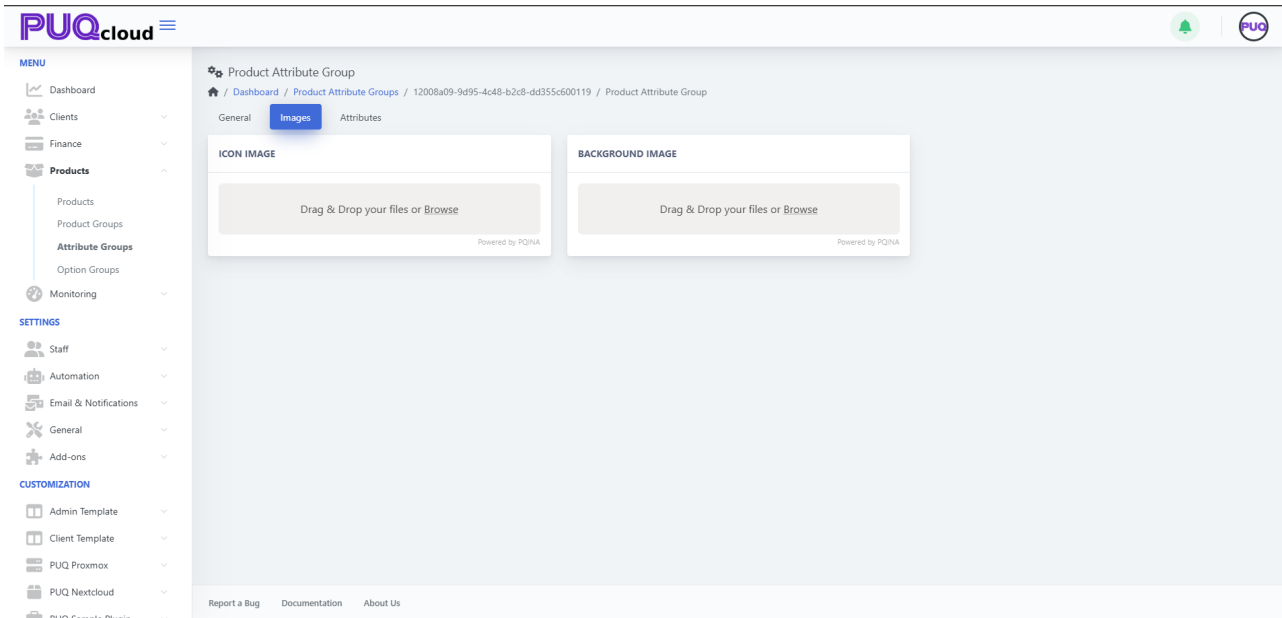 PUQcloud
PUQ
MENU
Dashboard
Clients
Finance
Products
Products
Product Groups
Attribute Groups
Option Groups
Monitoring
SETTINGS
Staff
Automation
Email & Notifications
General
Add-ons
CUSTOMIZATION
Admin Template
Client Template
PUQ Proxmox
PUQ Nextcloud
PUQ Sample Plugin
Product Attribute Group
/ Dashboard / Product Attribute Groups / 12008a09-9d95-4c48-b2c8-dd355c600119 / Product Attribute Group
General Images Attributes
ICON IMAGE
Drag & Drop your files or Browse
Powered by PQINA
BACKGROUND IMAGE
Drag & Drop your files or Browse
Powered by PQINA
Report a Bug Documentation About Us